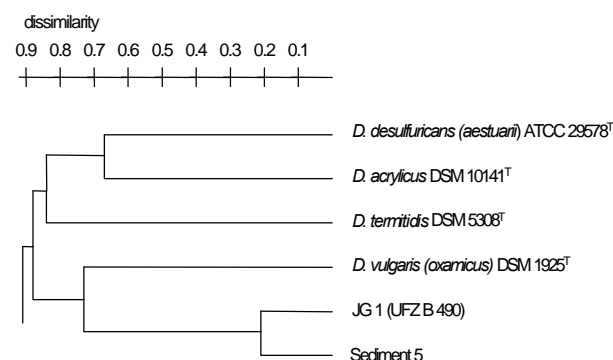 dissimilarity
0.9 0.8 0.7 0.6 0.5 0.4 0.3 0.2 0.1
D. desulfuricans (aestuarii) ATCC 29578ᵀ
D. acrylicus DSM 10141ᵀ
D. termitidis DSM 5308ᵀ
D. vulgaris (oxamicus) DSM 1925ᵀ
JG 1 (UFZ B 490)
Sediment 5